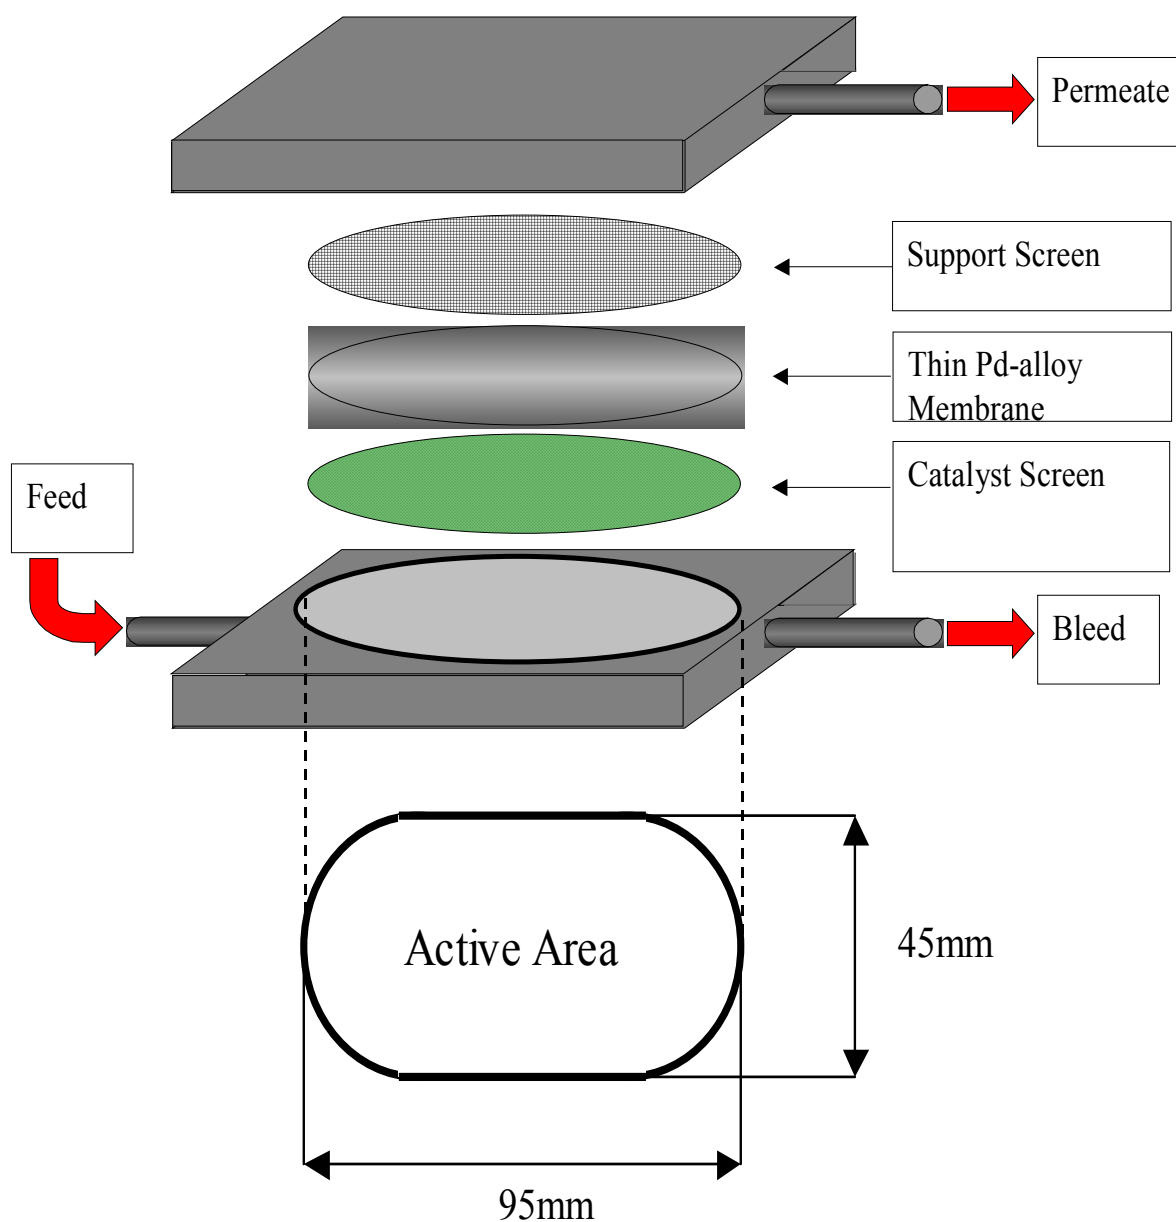 Permeate
Support Screen
Thin Pd-alloy
Membrane
Catalyst Screen
Feed
Bleed
Active Area
45mm
95mm